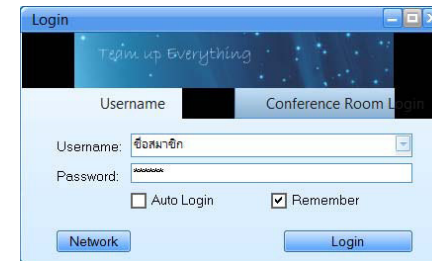 Login
Team up Everything
Username
Conference Room Login
Username: ชื่อสมาชิก
Password: ******
Auto Login
Remember
Network
Login